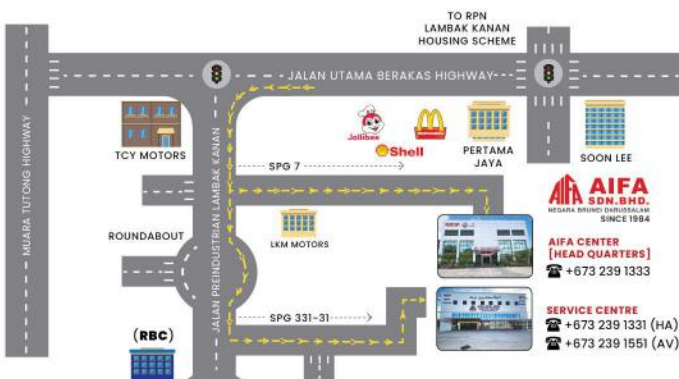 TO RPN
LAMBAK KANAN
HOUSING SCHEME
JALAN UTAMA BERAKAS HIGHWAY
MUARA TUTONG HIGHWAY
TCY MOTORS
JALAN PREINDUSTRIAN LAMBAK KANAN
Jollibee
Shell
PERTAMA
JAYA
SOON LEE
SPG 7
AIFA
SDN.BHD.
NEGARA BRUNEI DARUSSALAM
SINCE 1984
LKM MOTORS
ROUNDABOUT
AIFA CENTER
[HEAD QUARTERS]
+673 239 1333
SPG 331-31
(RBC)
SERVICE CENTRE
+673 239 1331 (HA)
+673 239 1551 (AV)